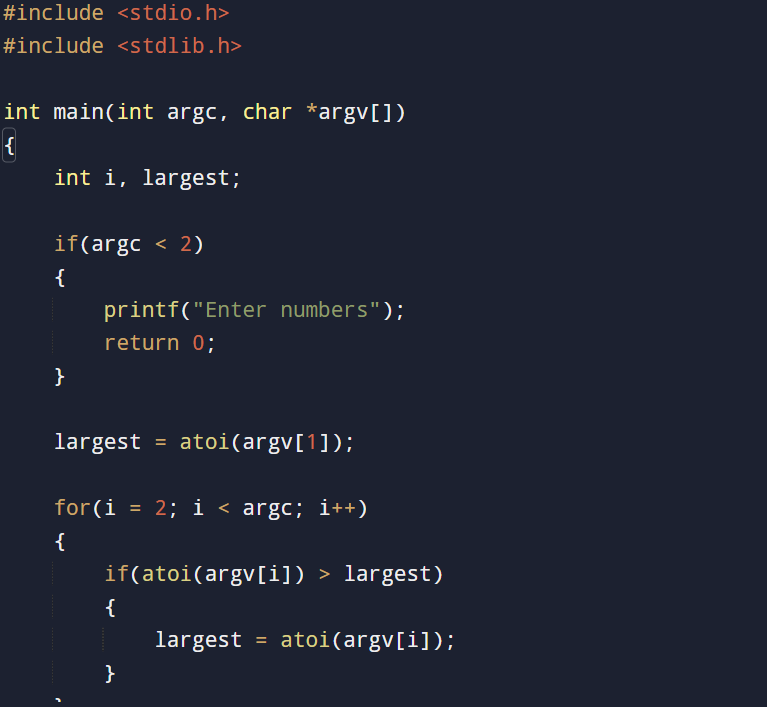 #include <stdio.h>
#include <stdlib.h>
int main(int argc, char *argv[])
{
    int i, largest;
    if(argc < 2)
    {
        printf("Enter numbers");
        return 0;
    }
    largest = atoi(argv[1]);
    for(i = 2; i < argc; i++)
    {
        if(atoi(argv[i]) > largest)
        {
            largest = atoi(argv[i]);
        }